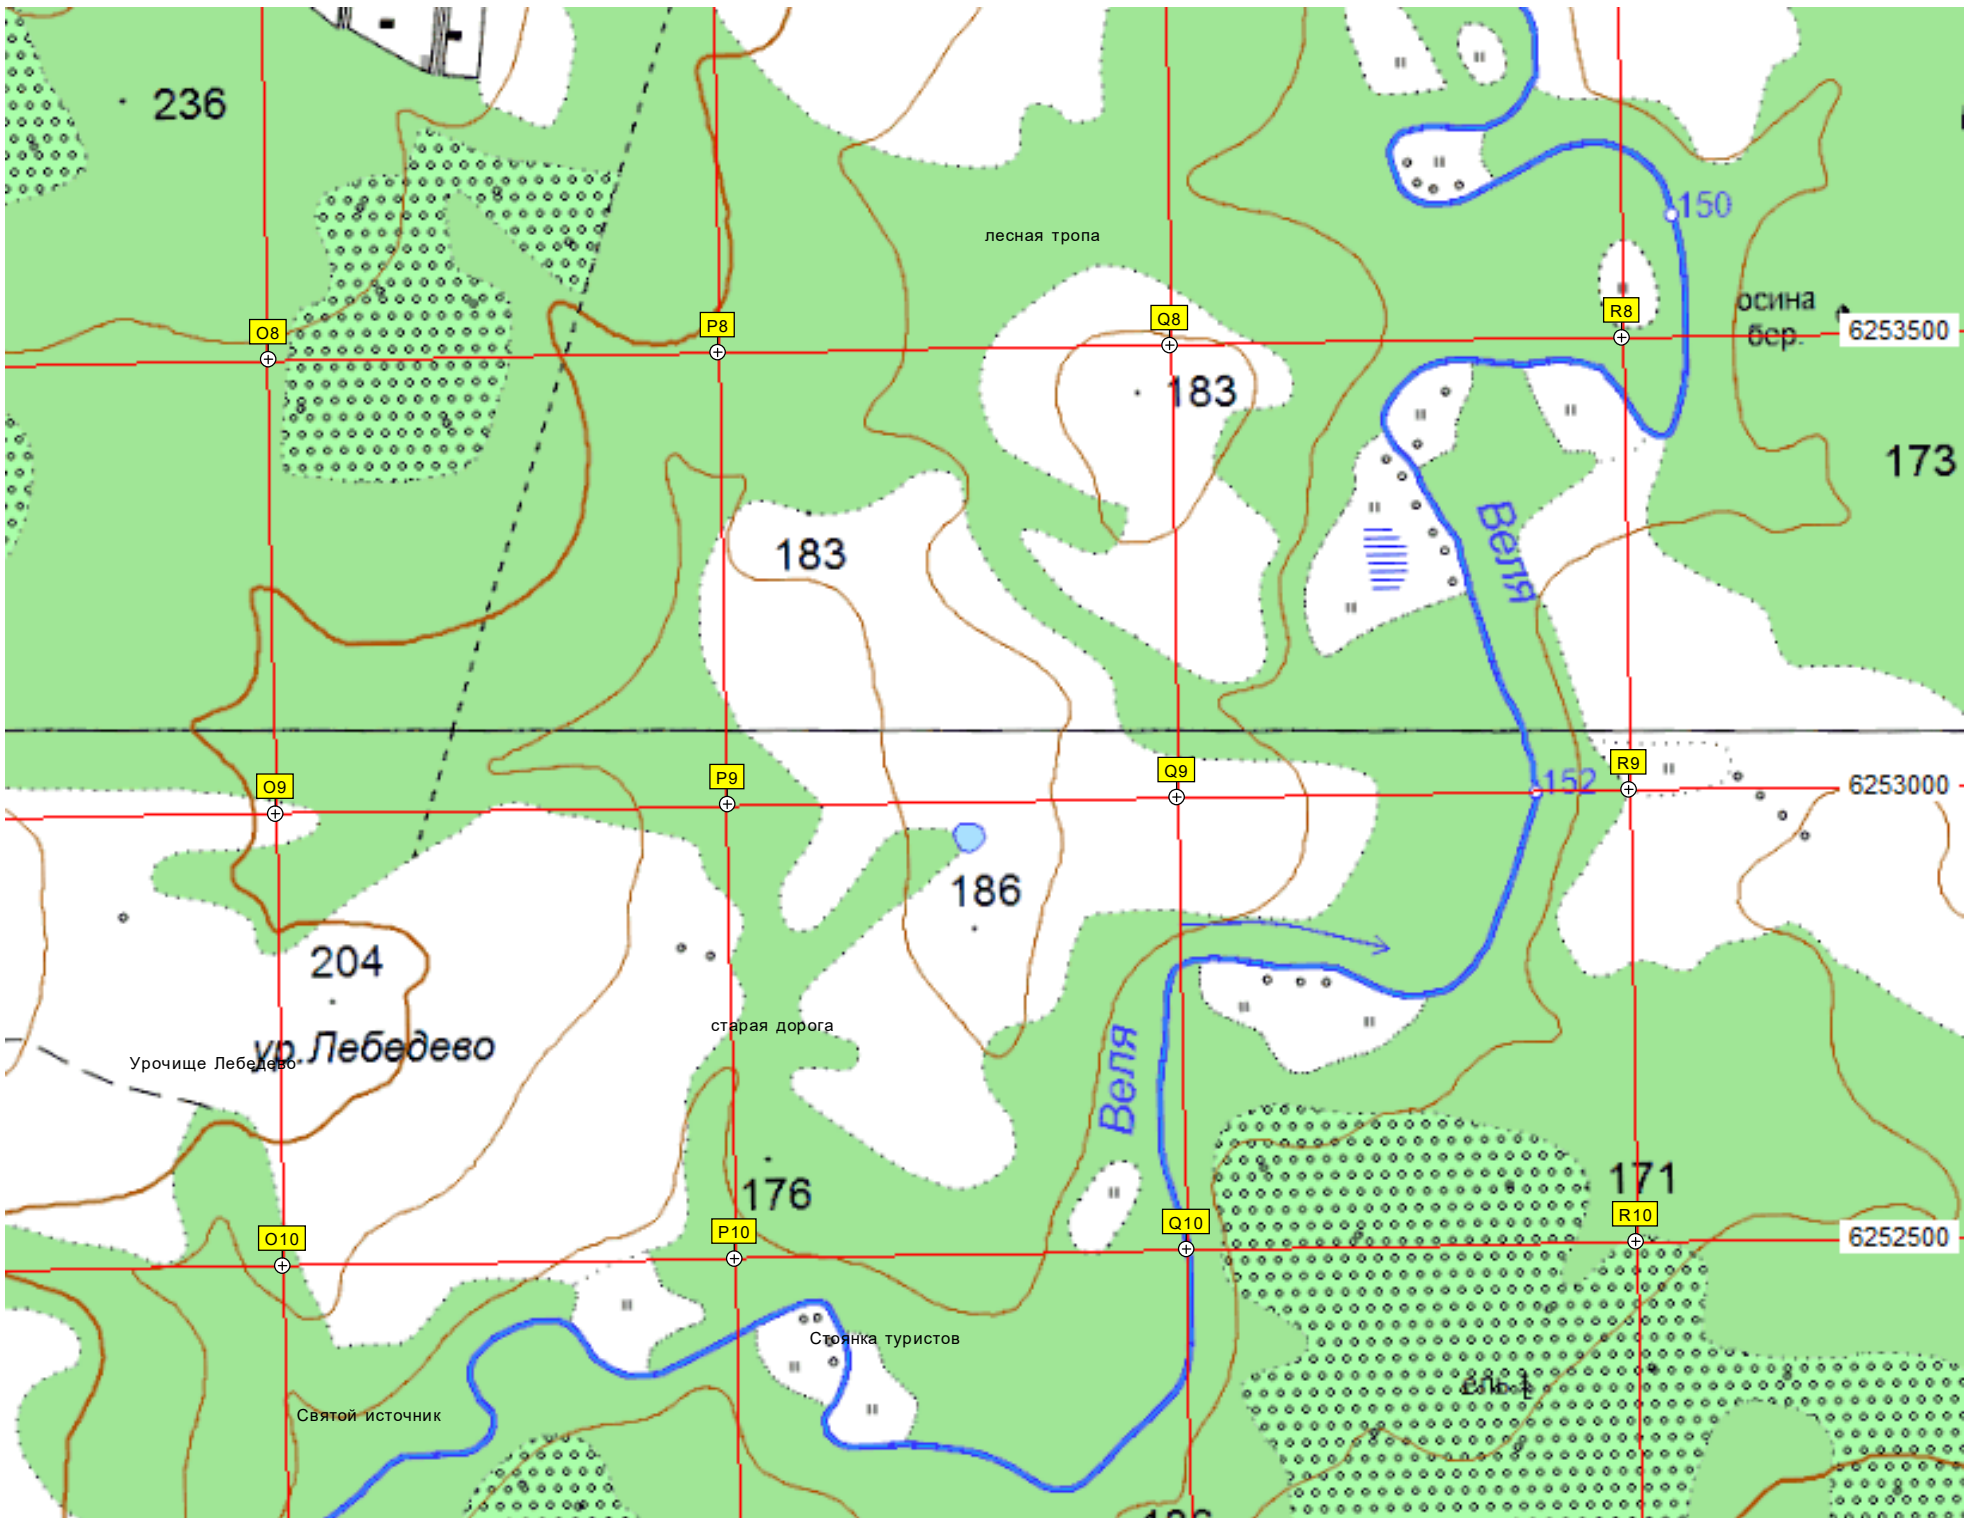 236
лесная тропа
150
осина
бер.
O8
P8
Q8
R8
6253500
183
173
183
Веля
O9
P9
Q9
R9
152
6253000
186
204
старая дорога
ур.Лебедево
Урочище Лебедево
Веля
176
171
O10
P10
Q10
R10
6252500
Стоянка туристов
Святой источник